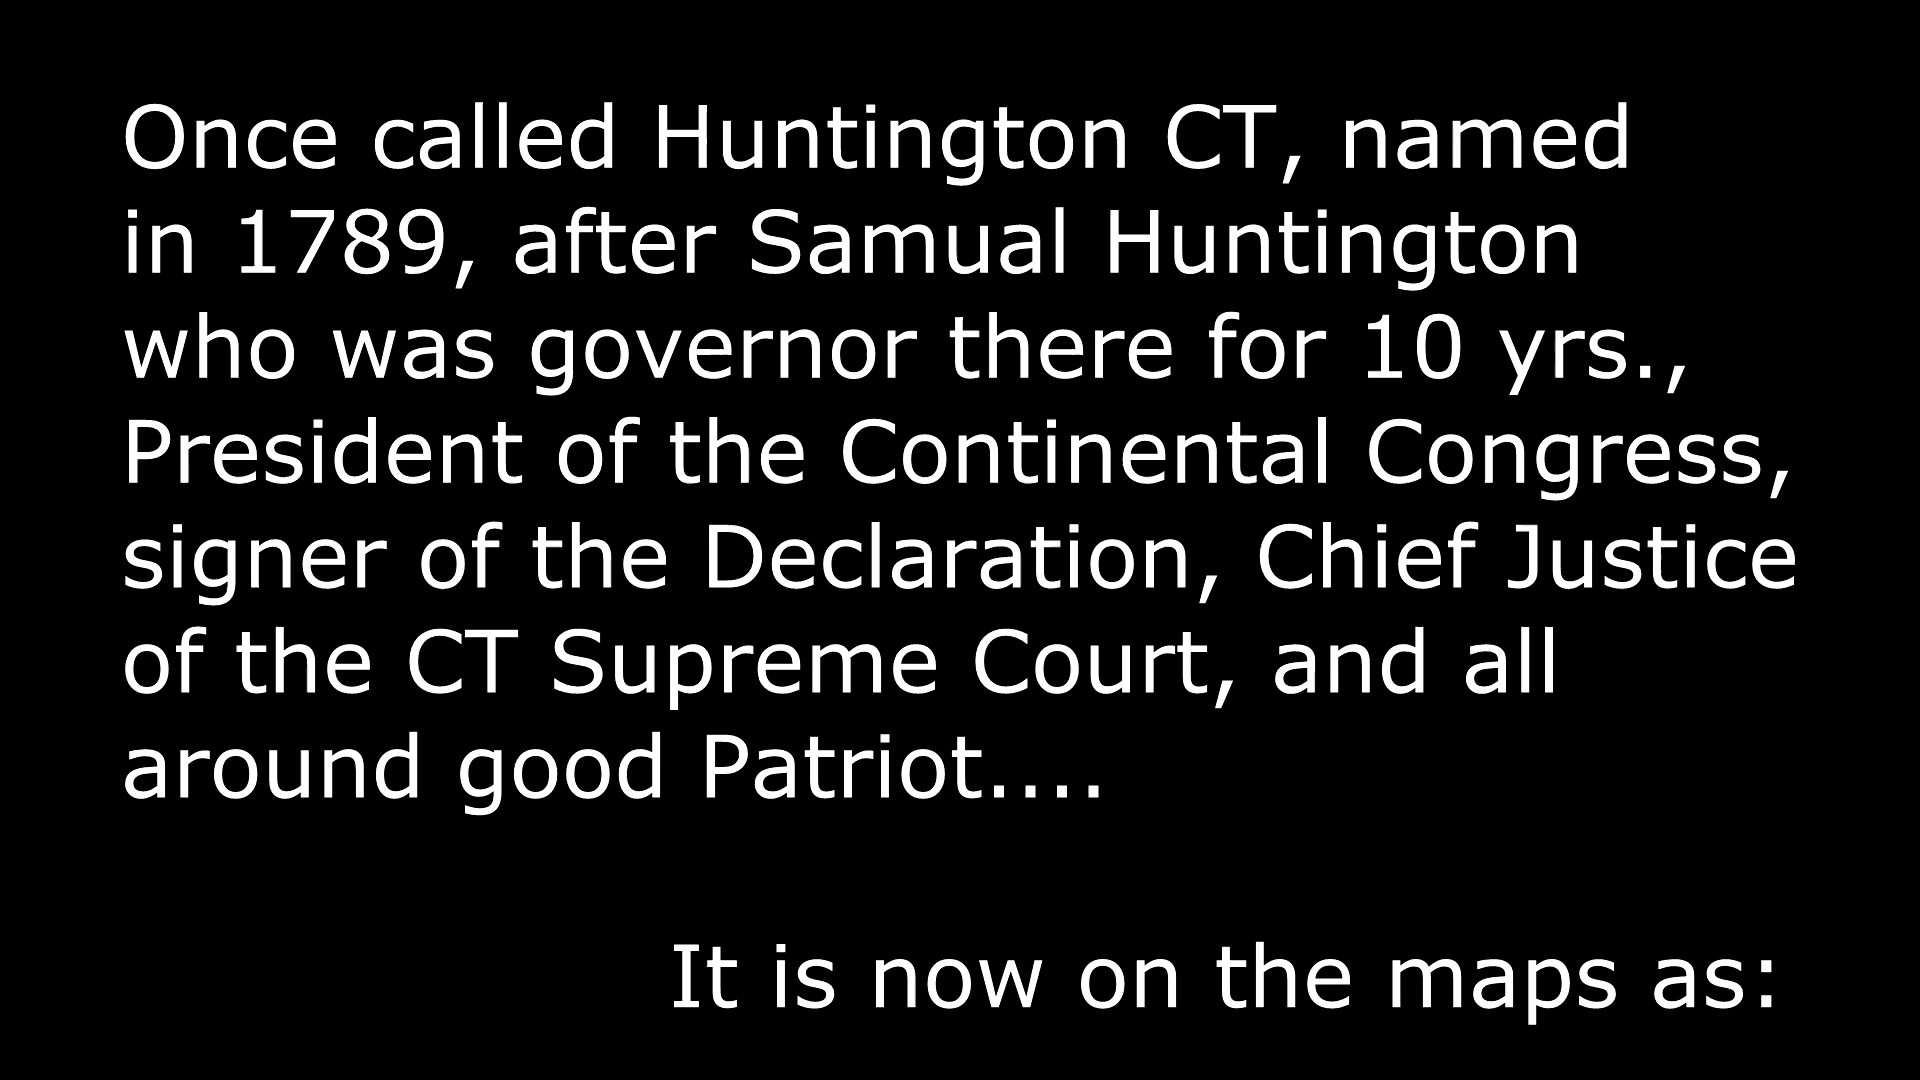 Once called Huntington CT, named
in 1789, after Samual Huntington
who was governor there for 10 yrs.,
President of the Continental Congress,
signer of the Declaration, Chief Justice
of the CT Supreme Court, and all
around good Patriot....
It is now on the maps as: